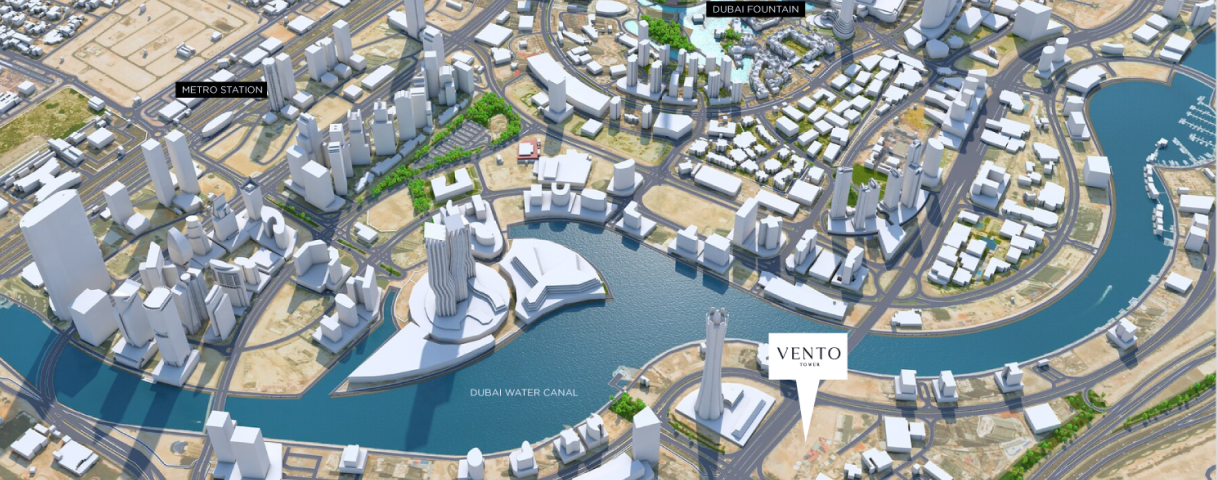 DUBAI FOUNTAIN
METRO STATION
VENTO
TOWER
DUBAI WATER CANAL